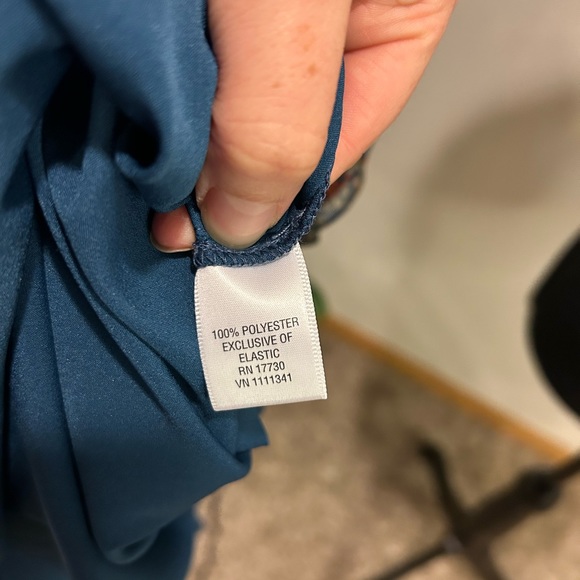 100% POLYESTER
EXCLUSIVE OF
ELASTIC
RN 17730
VN 1111341